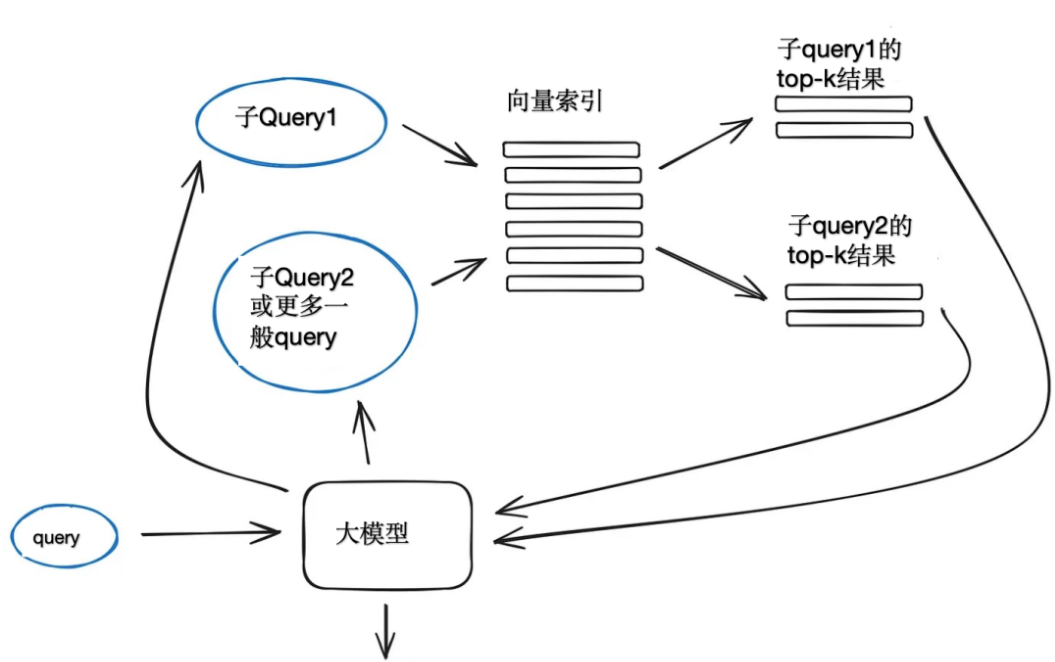 子query1的
top-k结果
向量索引
子Query1
子query2的
top-k结果
子Query2
或更多一
般query
大模型
query